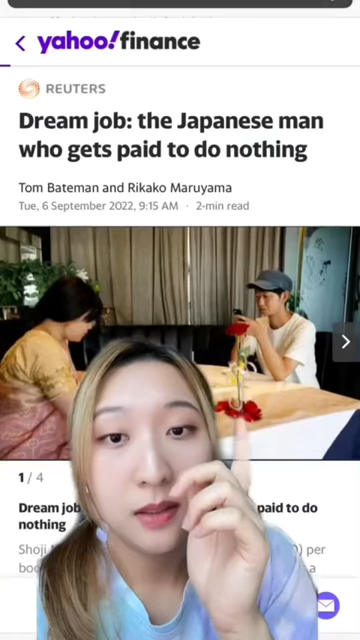 yahoo!finance
REUTERS
Dream job: the Japanese man
who gets paid to do nothing
Tom Bateman and Rikako Maruyama
Tue, 6 September 2022, 9:15 AM · 2-min read
1 / 4
Dream job paid to do
nothing
Shoji ) per
a